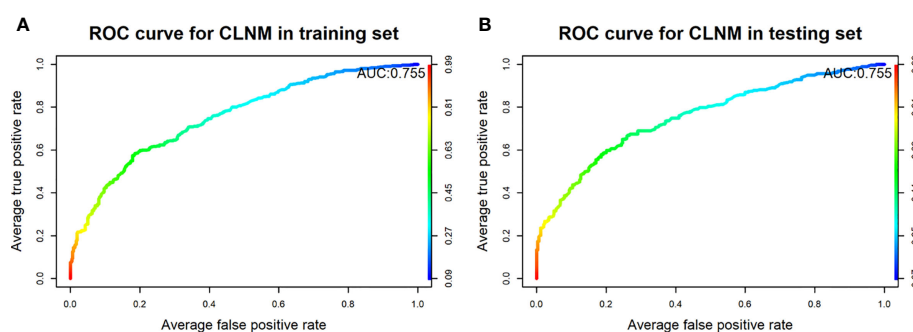 A
ROC curve for CLNM in training set
AUC:0.755
Average true positive rate
0.0 0.2 0.4 0.6 0.8 1.0
0.09 0.27 0.45 0.63 0.81 0.99
0.0 0.2 0.4 0.6 0.8 1.0
Average false positive rate
B
ROC curve for CLNM in testing set
AUC:0.755
Average true positive rate
0.0 0.2 0.4 0.6 0.8 1.0
0.0 0.2 0.4 0.6 0.8 1.0
Average false positive rate